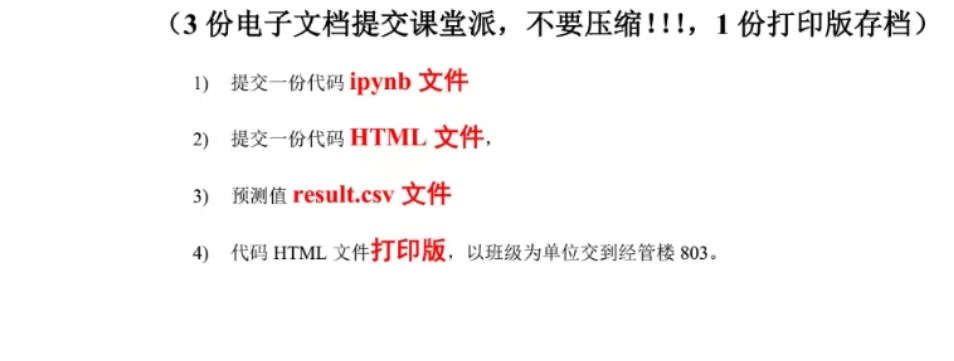 （3 份电子文档提交课堂派，不要压缩！！！，1 份打印版存档）
1) 提交一份代码 ipynb 文件
2) 提交一份代码 HTML 文件，
3) 预测值 result.csv 文件
4) 代码 HTML 文件打印版，以班级为单位交到经管楼 803。